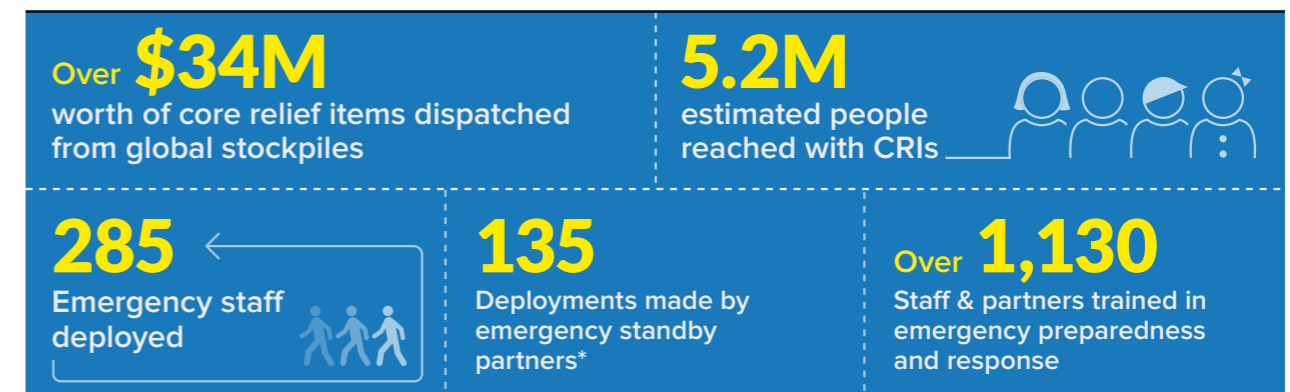 Over $34M
worth of core relief items dispatched
from global stockpiles
5.2M
estimated people
reached with CRIs
285
Emergency staff
deployed
135
Deployments made by
emergency standby
partners*
Over 1,130
Staff & partners trained in
emergency preparedness
and response